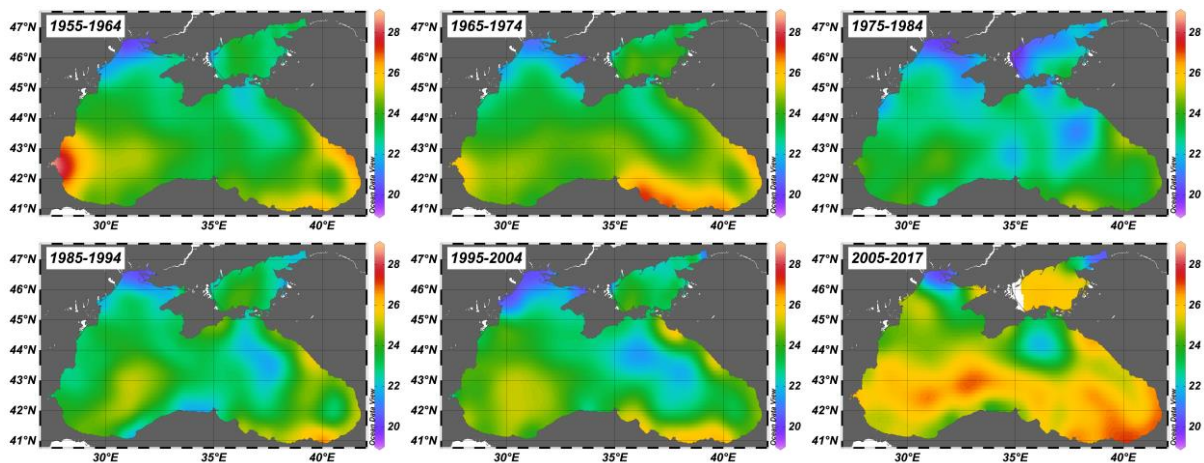 1955-1964
1965-1974
1975-1984
47°N
46°N
45°N
44°N
43°N
42°N
41°N
30°E
35°E
40°E
28
26
24
22
20
Ocean Data View
47°N
46°N
45°N
44°N
43°N
42°N
41°N
30°E
35°E
40°E
28
26
24
22
20
Ocean Data View
47°N
46°N
45°N
44°N
43°N
42°N
41°N
30°E
35°E
40°E
28
26
24
22
20
Ocean Data View
1985-1994
1995-2004
2005-2017
47°N
46°N
45°N
44°N
43°N
42°N
41°N
30°E
35°E
40°E
28
26
24
22
20
Ocean Data View
47°N
46°N
45°N
44°N
43°N
42°N
41°N
30°E
35°E
40°E
28
26
24
22
20
Ocean Data View
47°N
46°N
45°N
44°N
43°N
42°N
41°N
30°E
35°E
40°E
28
26
24
22
20
Ocean Data View